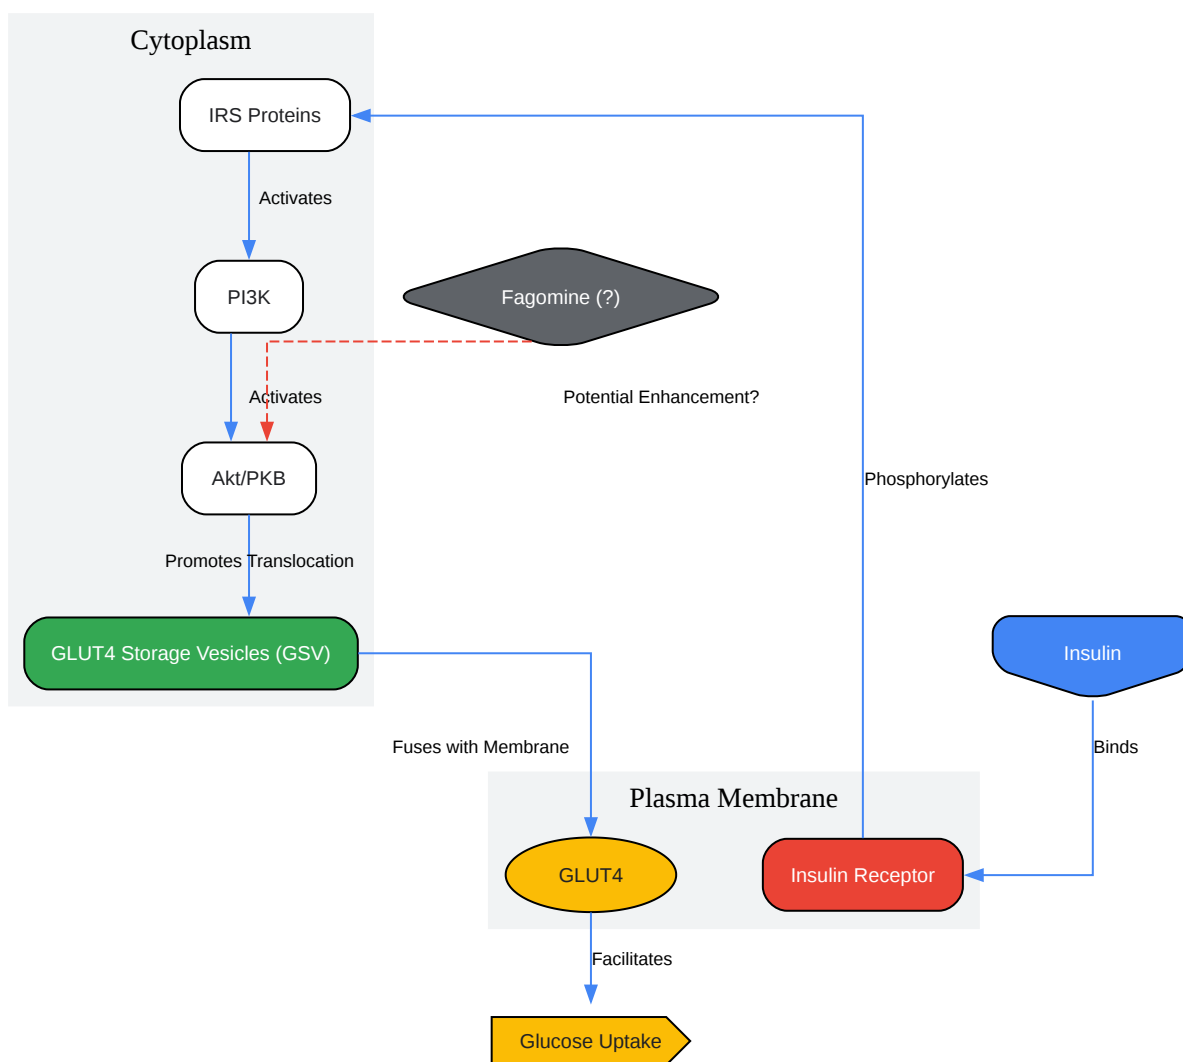 Cytoplasm
IRS Proteins
Activates
PI3K
Fagomine (?)
Activates
Potential Enhancement?
Akt/PKB
Phosphorylates
Promotes Translocation
GLUT4 Storage Vesicles (GSV)
Insulin
Fuses with Membrane
Binds
Plasma Membrane
GLUT4
Insulin Receptor
Facilitates
Glucose Uptake